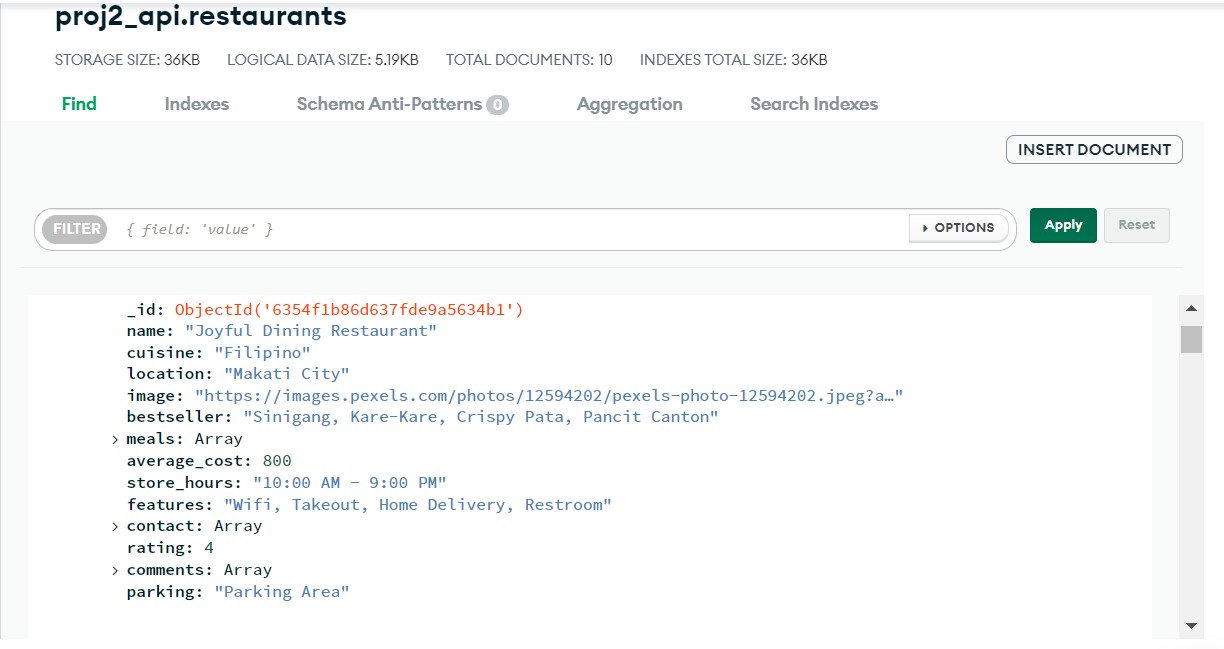 proj2_api.restaurants
STORAGE SIZE: 36KB LOGICAL DATA SIZE: 5.19KB TOTAL DOCUMENTS: 10 INDEXES TOTAL SIZE: 36KB
Find Indexes Schema Anti-Patterns 0 Aggregation Search Indexes
INSERT DOCUMENT
FILTER { field: 'value' } OPTIONS Apply Reset
_id: ObjectId('6354f1b86d637fde9a5634b1')
name: "Joyful Dining Restaurant"
cuisine: "Filipino"
location: "Makati City"
image: "https://images.pexels.com/photos/12594202/pexels-photo-12594202.jpeg?a…"
bestseller: "Sinigang, Kare-Kare, Crispy Pata, Pancit Canton"
meals: Array
average_cost: 800
store_hours: "10:00 AM - 9:00 PM"
features: "Wifi, Takeout, Home Delivery, Restroom"
contact: Array
rating: 4
comments: Array
parking: "Parking Area"